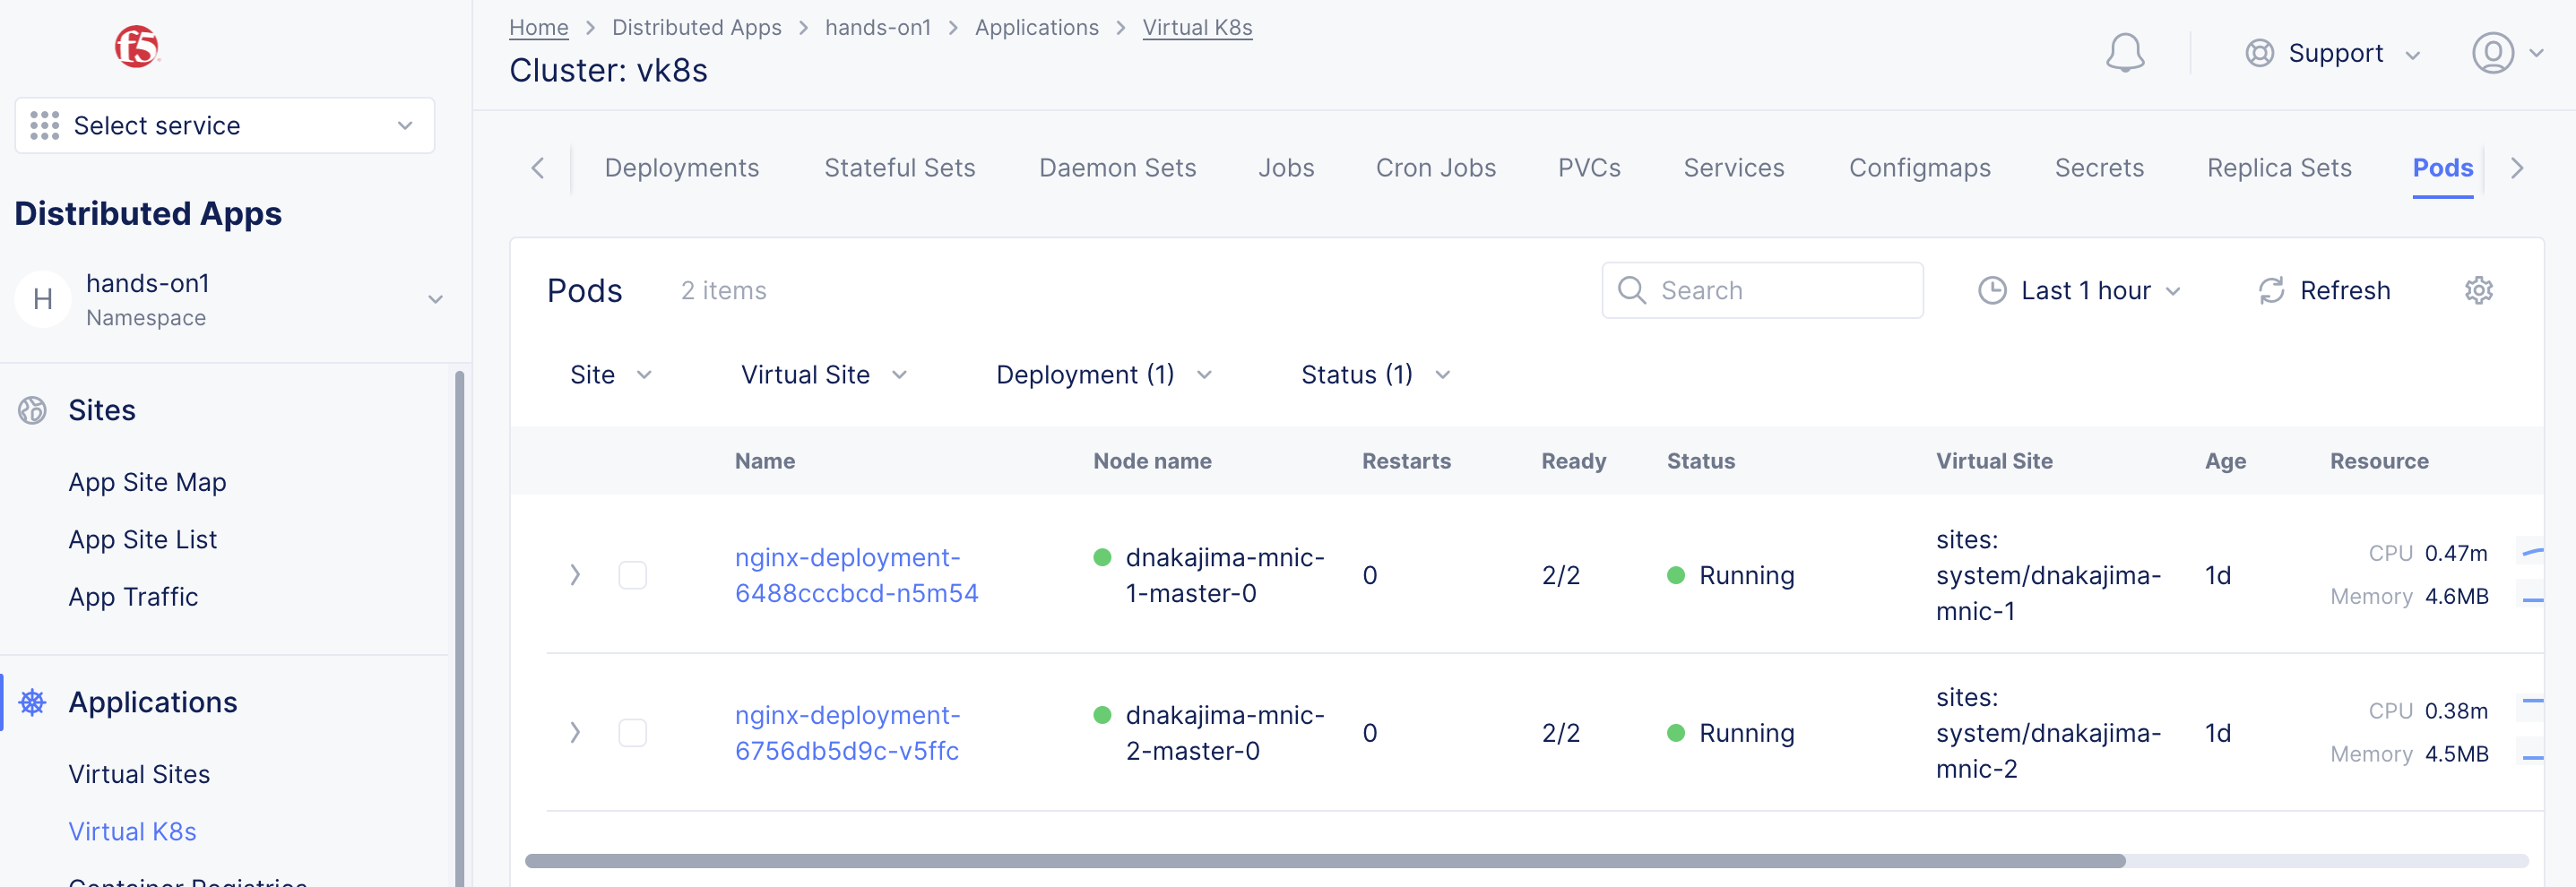 f5
Select service
Distributed Apps
H
hands-on1
Namespace
Sites
App Site Map
App Site List
App Traffic
Applications
Virtual Sites
Virtual K8s
Container Registries
Home > Distributed Apps > hands-on1 > Applications > Virtual K8s
Cluster: vk8s
Support
Deployments Stateful Sets Daemon Sets Jobs Cron Jobs PVCs Services Configmaps Secrets Replica Sets Pods
Pods 2 items Search Last 1 hour Refresh
Site Virtual Site Deployment (1) Status (1)
Name Node name Restarts Ready Status Virtual Site Age Resource
nginx-deployment-
6488cccbcd-n5m54
dnakajima-mnic-
1-master-0
0
2/2
Running
sites:
system/dnakajima-
mnic-1
1d
CPU 0.47m
Memory 4.6MB
nginx-deployment-
6756db5d9c-v5ffc
dnakajima-mnic-
2-master-0
0
2/2
Running
sites:
system/dnakajima-
mnic-2
1d
CPU 0.38m
Memory 4.5MB